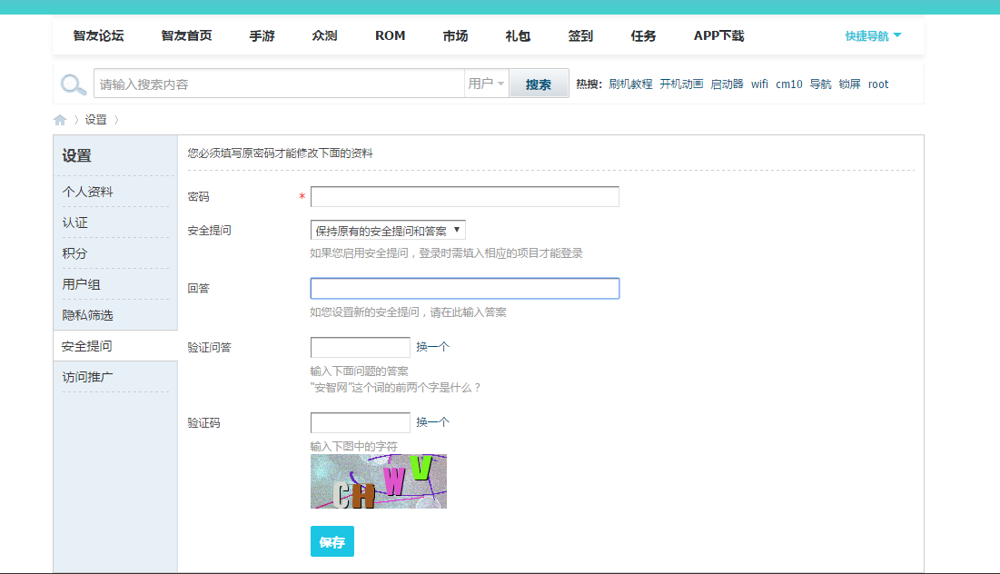 智友论坛 智友首页 手游 众测 ROM 市场 礼包 签到 任务 APP下载 快捷导航
请输入搜索内容 用户 搜索 热搜: 刷机教程 开机动画 启动器 wifi cm10 导航 锁屏 root
设置
设置
个人资料
认证
积分
用户组
隐私筛选
安全提问
访问推广
您必须填写原密码才能修改下面的资料
密码 *
安全提问 保持原有的安全提问和答案
如果您启用安全提问，登录时需填入相应的项目才能登录
回答
如您设置新的安全提问，请在此输入答案
验证问答 换一个
输入下面问题的答案
“安智网”这个词的前两个字是什么？
验证码 换一个
输入下图中的字符
CHWV
保存